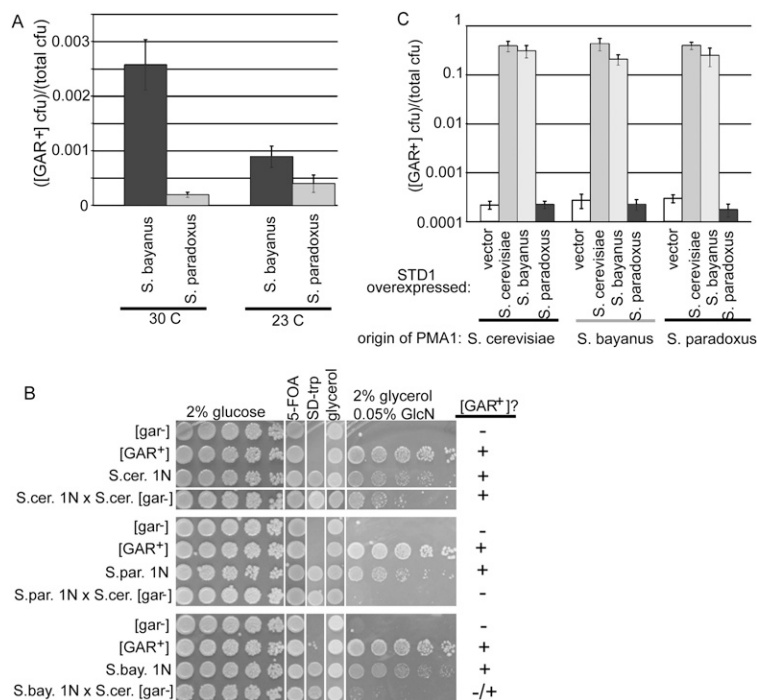 A
([GAR+] cfu)/(total cfu)
0.003
0.002
0.001
0
S. bayanus
S. paradoxus
S. bayanus
S. paradoxus
30 C
23 C
C
([GAR+] cfu)/(total cfu)
1
0.1
0.01
0.001
0.0001
STD1
overexpressed:
vector
S. cerevisiae
S. bayanus
S. paradoxus
vector
S. cerevisiae
S. bayanus
S. paradoxus
vector
S. cerevisiae
S. bayanus
S. paradoxus
origin of PMA1: S. cerevisiae S. bayanus S. paradoxus
B
2% glucose
5-FOA
SD-trp
glycerol
2% glycerol
0.05% GlcN
[GAR+]?
[gar-] -
[GAR+] +
S.cer. 1N +
S.cer. 1N x S.cer. [gar-] +
[gar-] -
[GAR+] +
S.par. 1N +
S.par. 1N x S.cer. [gar-] -
[gar-] -
[GAR+] +
S.bay. 1N +
S.bay. 1N x S.cer. [gar-] -/+